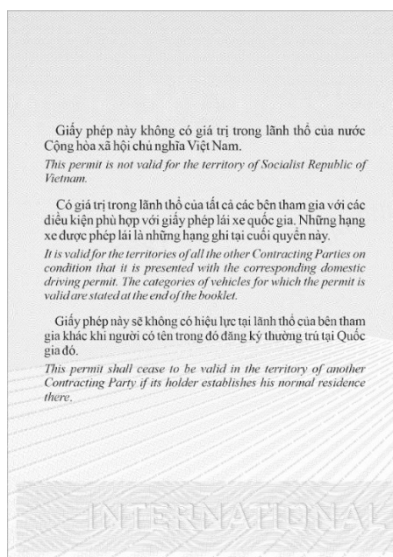 Giấy phép này không có giá trị trong lãnh thổ của nước
Cộng hòa xã hội chủ nghĩa Việt Nam.
This permit is not valid for the territory of Socialist Republic of
Vietnam.
Có giá trị trong lãnh thổ của tất cả các bên tham gia với các
điều kiện phù hợp với giấy phép lái xe quốc gia. Những hạng
xe được phép lái là những hạng ghi tại cuối quyển này.
It is valid for the territories of all the other Contracting Parties on
condition that it is presented with the corresponding domestic
driving permit. The categories of vehicles for which the permit is
valid are stated at the end of the booklet.
Giấy phép này sẽ không có hiệu lực tại lãnh thổ của bên tham
gia khác khi người có tên trong đó đăng ký thường trú tại Quốc
gia đó.
This permit shall cease to be valid in the territory of another
Contracting Party if its holder establishes his normal residence
there.
INTERNATIONAL